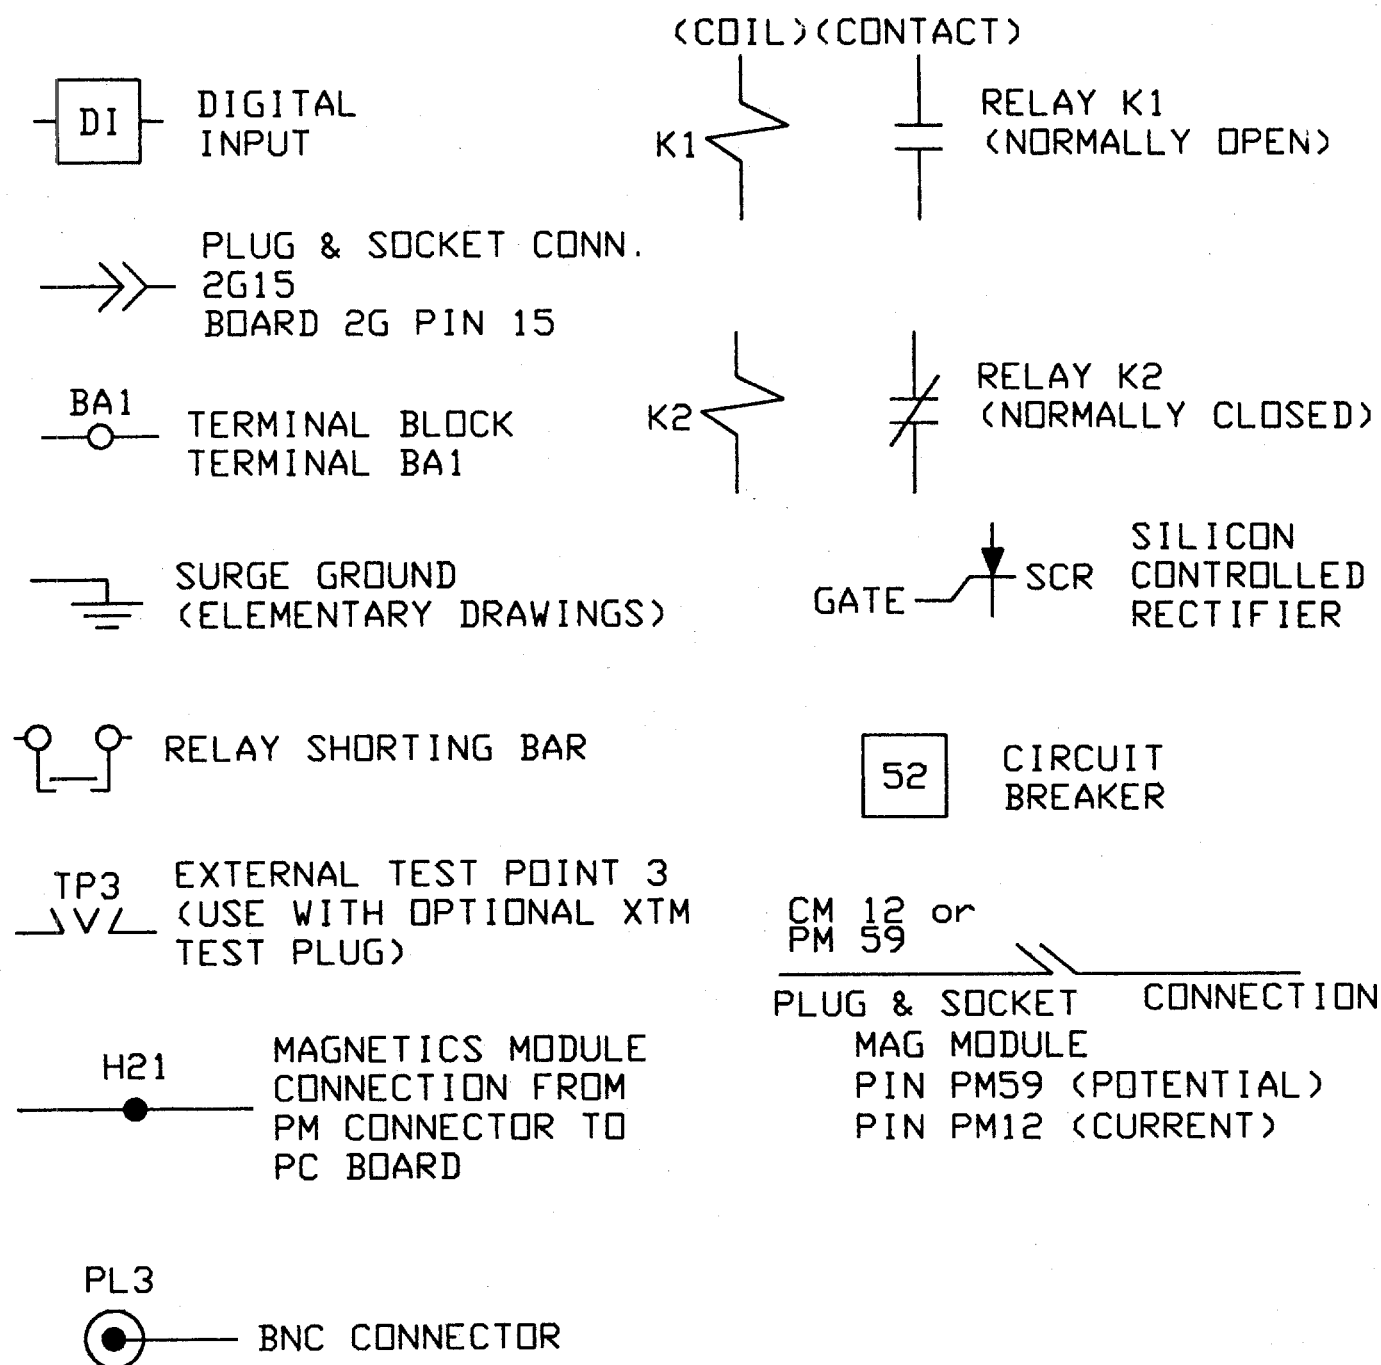 (COIL)(CONTACT)
DI
DIGITAL
INPUT
K1
RELAY K1
(NORMALLY OPEN)
PLUG & SOCKET CONN.
2G15
BOARD 2G PIN 15
K2
RELAY K2
(NORMALLY CLOSED)
BA1
TERMINAL BLOCK
TERMINAL BA1
GATE
SCR
SILICON
CONTROLLED
RECTIFIER
SURGE GROUND
(ELEMENTARY DRAWINGS)
RELAY SHORTING BAR
52
CIRCUIT
BREAKER
TP3
EXTERNAL TEST POINT 3
(USE WITH OPTIONAL XTM
TEST PLUG)
CM 12 or
PM 59
PLUG & SOCKET CONNECTION
MAG MODULE
PIN PM59 (POTENTIAL)
PIN PM12 (CURRENT)
H21
MAGNETICS MODULE
CONNECTION FROM
PM CONNECTOR TO
PC BOARD
PL3
BNC CONNECTOR